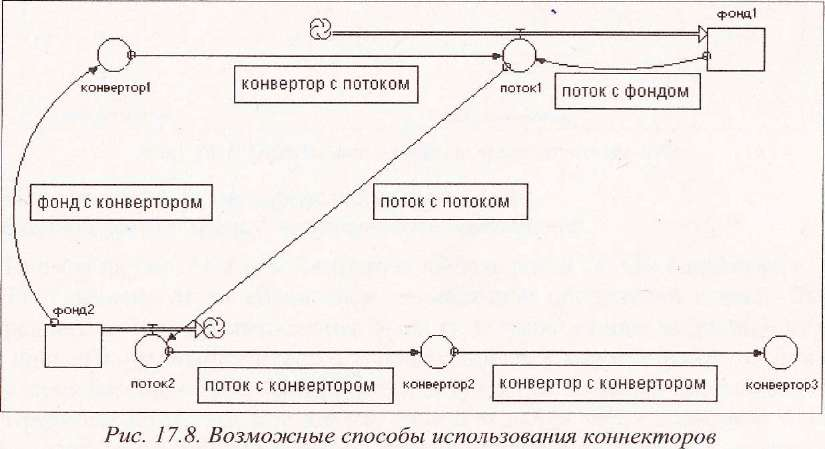 фонд1
конвертор1
конвертор с потоком
поток1
поток с фондом
фонд с конвертором
поток с потоком
фонд2
поток2
поток с конвертором
конвертор2
конвертор с конвертором
конвертор3
Рис. 17.8. Возможные способы использования коннекторов